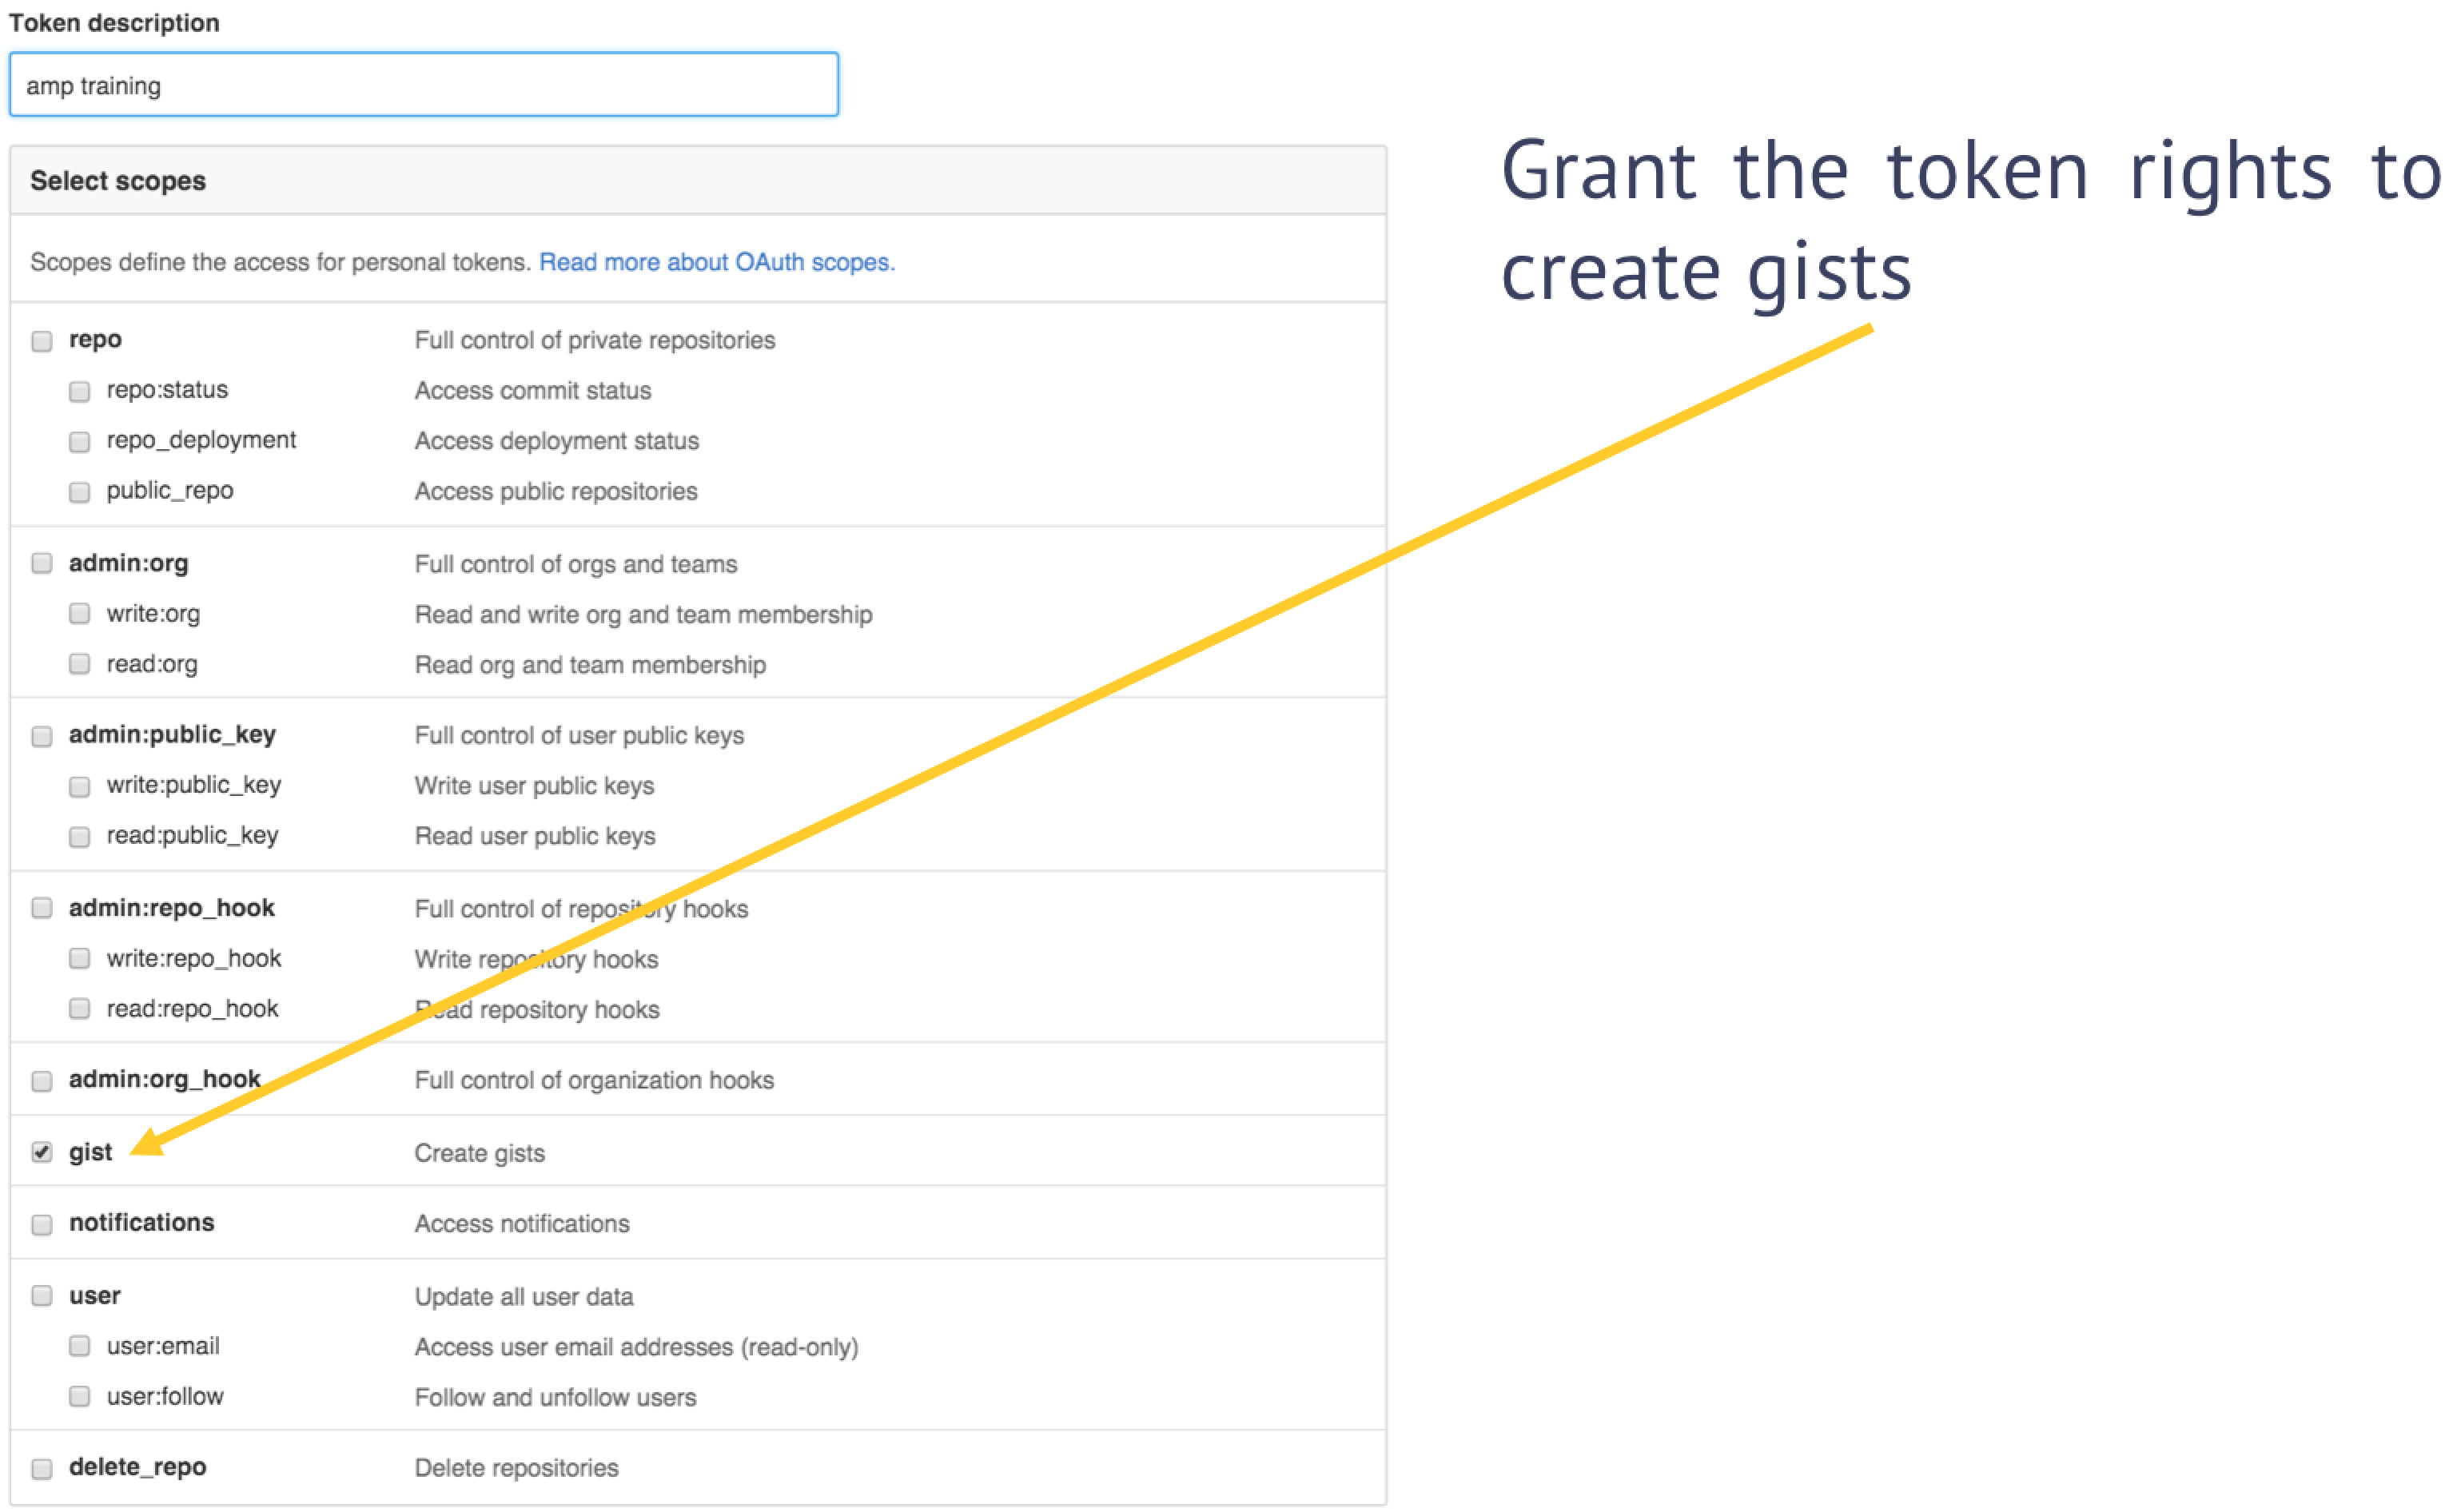 Token description
amp training
Grant the token rights to
create gists
Select scopes
Scopes define the access for personal tokens. Read more about OAuth scopes.
repo Full control of private repositories
repo:status Access commit status
repo_deployment Access deployment status
public_repo Access public repositories
admin:org Full control of orgs and teams
write:org Read and write org and team membership
read:org Read org and team membership
admin:public_key Full control of user public keys
write:public_key Write user public keys
read:public_key Read user public keys
admin:repo_hook Full control of repository hooks
write:repo_hook Write repository hooks
read:repo_hook Read repository hooks
admin:org_hook Full control of organization hooks
gist Create gists
notifications Access notifications
user Update all user data
user:email Access user email addresses (read-only)
user:follow Follow and unfollow users
delete_repo Delete repositories